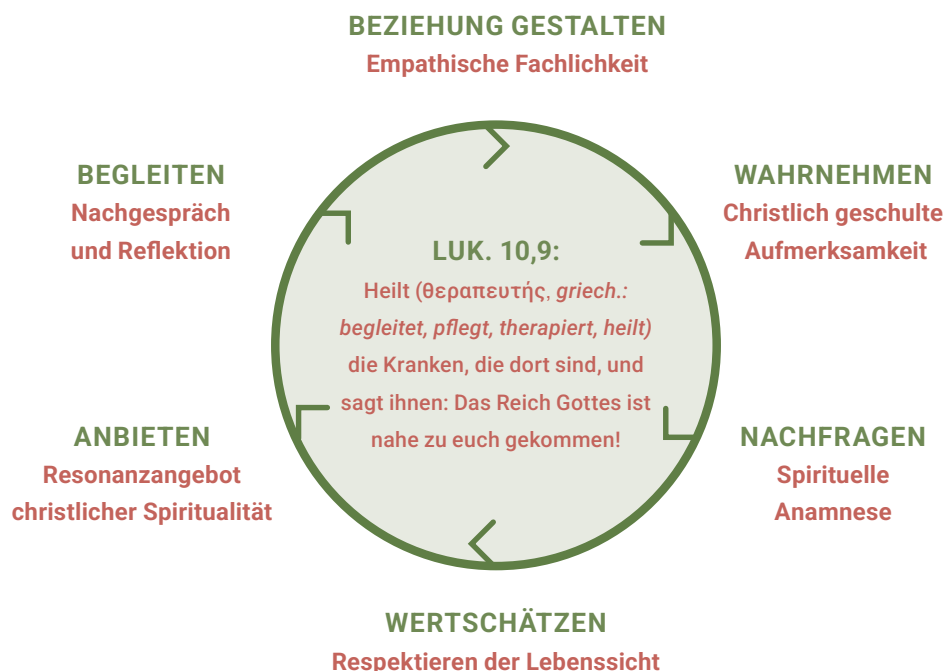 BEZIEHUNG GESTALTEN
Empathische Fachlichkeit
WAHRNEHMEN
Christlich geschulte
Aufmerksamkeit
NACHFRAGEN
Spirituelle
Anamnese
WERTSCHÄTZEN
Respektieren der Lebenssicht
ANBIETEN
Resonanzangebot
christlicher Spiritualität
BEGLEITEN
Nachgespräch
und Reflektion
LUK. 10,9:
Heilt (θεραπευτής, griech.:
begleitet, pflegt, therapiert, heilt)
die Kranken, die dort sind, und
sagt ihnen: Das Reich Gottes ist
nahe zu euch gekommen!